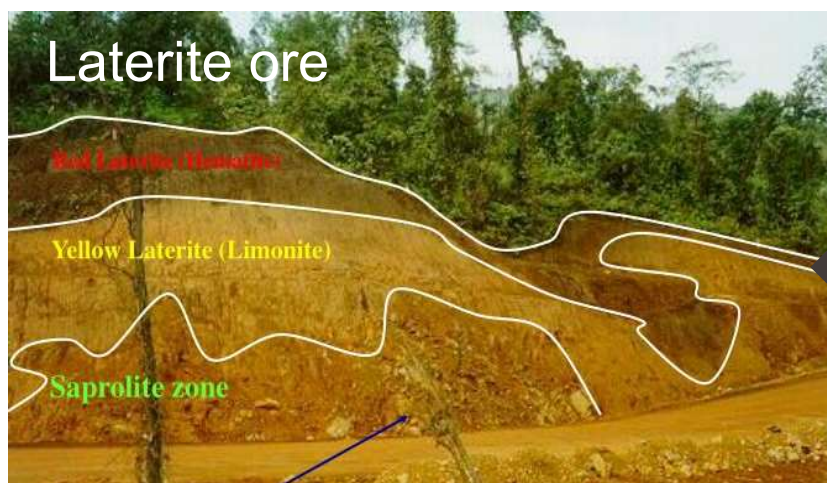 Laterite ore
Red Laterite (Hematite)
Yellow Laterite (Limonite)
Saprolite zone